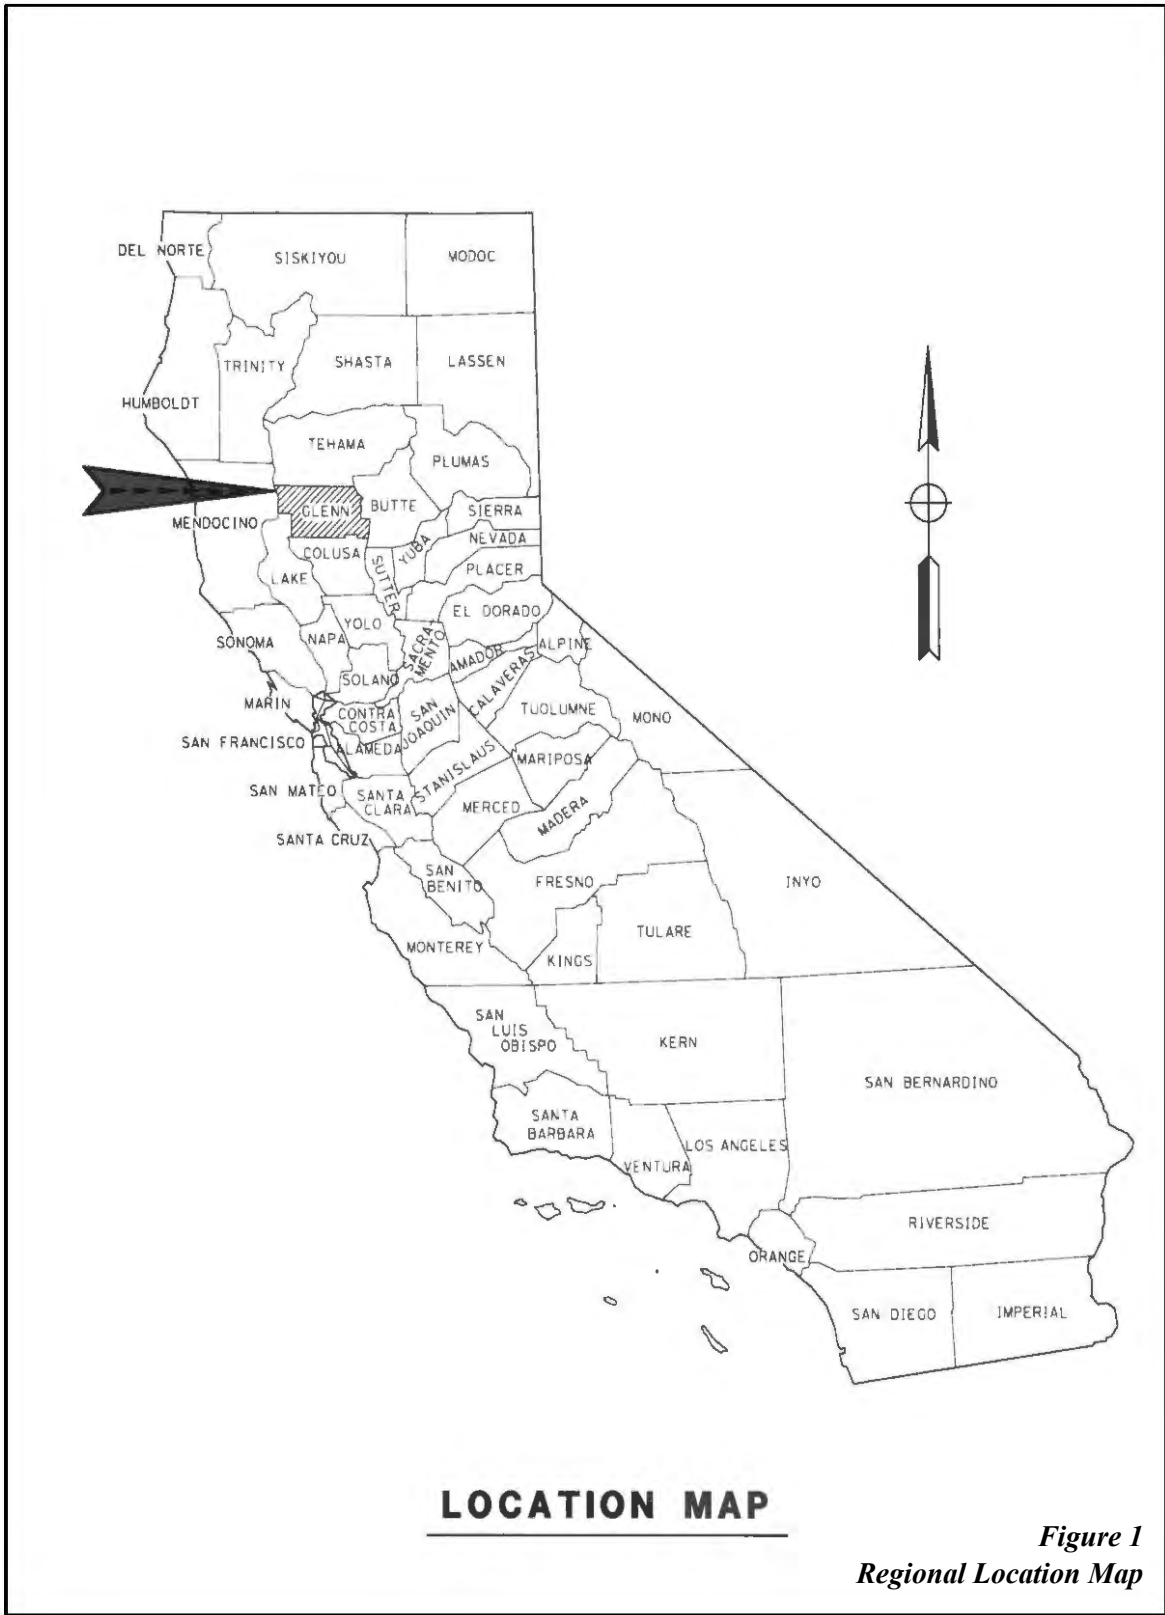 DEL NORTE
SISKIYOU
MODOC
TRINITY
SHASTA
LASSEN
HUMBOLDT
TEHAMA
PLUMAS
MENDOCINO
GLENN
BUTTE
SIERRA
COLUSA
YUBA
NEVADA
LAKE
SUTTER
PLACER
EL DORADO
SONOMA
NAPA
YOLO
SACRA-
MENTO
AMADOR
ALPINE
SOLANO
CALAVERAS
MARIN
CONTRA
COSTA
SAN
JOAQUIN
TUOLUMNE
MONO
SAN FRANCISCO
ALAMEDA
STANISLAUS
MARIPOSA
SAN MATEO
SANTA
CLARA
MERCED
MADERA
SANTA CRUZ
SAN
BENITO
FRESNO
INYO
MONTEREY
KINGS
TULARE
SAN
LUIS
OBISPO
KERN
SAN BERNARDINO
SANTA
BARBARA
VENTURA
LOS ANGELES
ORANGE
RIVERSIDE
SAN DIEGO
IMPERIAL
LOCATION MAP
Figure 1
Regional Location Map